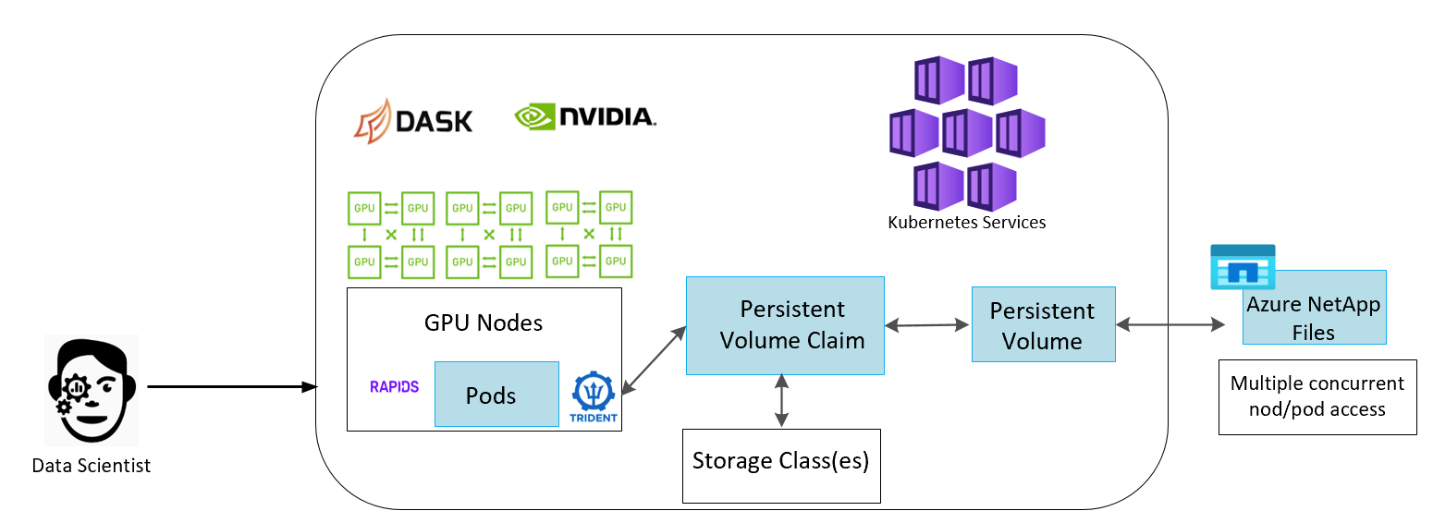 DASK
NVIDIA.
Kubernetes Services
GPU GPU GPU GPU GPU GPU
GPU GPU GPU GPU GPU GPU
GPU Nodes
RAPIDS
Pods
TRIDENT
Persistent
Volume Claim
Storage Class(es)
Persistent
Volume
Azure NetApp
Files
Multiple concurrent
nod/pod access
Data Scientist